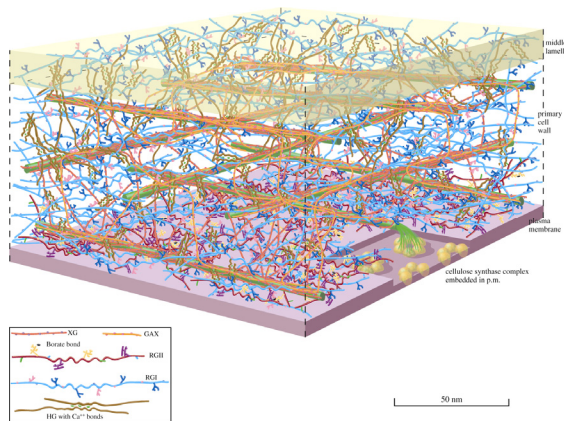 middle
lamell
primary
cell
wall
plasma
membrane
cellulose synthase complex
embedded in p.m.
XG
GAX
Borate bond
RGII
RGI
HG with Ca⁺⁺ bonds
50 nm